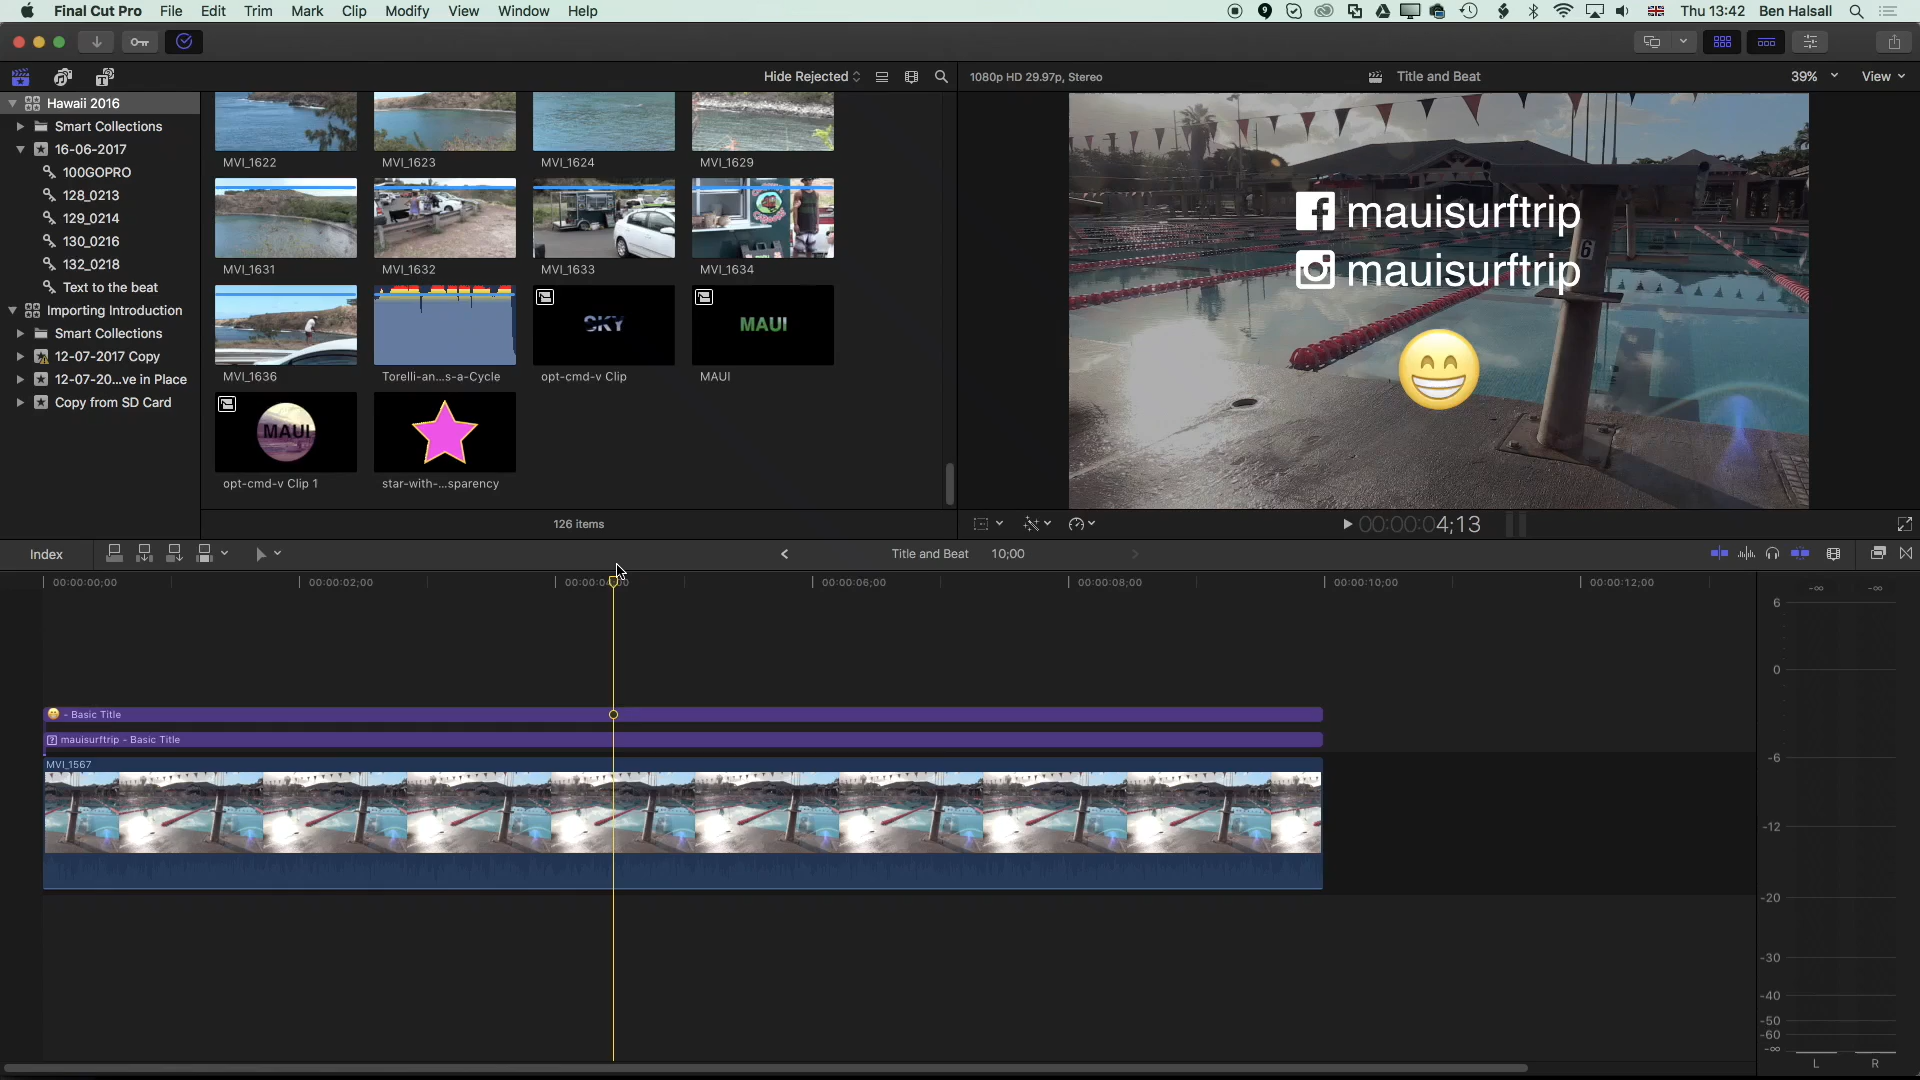 Final Cut Pro File Edit Trim Mark Clip Modify View Window Help
9 Thu 13:42 Ben Halsall
Hide Rejected
1080p HD 29.97p, Stereo
Title and Beat
39%
View
Hawaii 2016
Smart Collections
16-06-2017
100GOPRO
128_0213
129_0214
130_0216
132_0218
Text to the beat
Importing Introduction
Smart Collections
12-07-2017 Copy
12-07-20...ve in Place
Copy from SD Card
MVI_1622 MVI_1623 MVI_1624 MVI_1629
MVI_1631 MVI_1632 MVI_1633 MVI_1634
SKY
MAUI
MVI_1636 Torelli-an...s-a-Cycle opt-cmd-v Clip MAUI
MAUI
opt-cmd-v Clip 1 star-with-...sparency
126 items
mauisurftrip
mauisurftrip
6
00:00:04;13
Index
Title and Beat 10;00
00:00:00;00 00:00:02;00 00:00:06;00 00:00:08;00 00:00:10;00 00:00:12;00
- Basic Title
mauisurftrip - Basic Title
MVI_1567
-∞ -∞
6
0
-6
-12
-20
-30
-40
-50
-60
-∞
L R